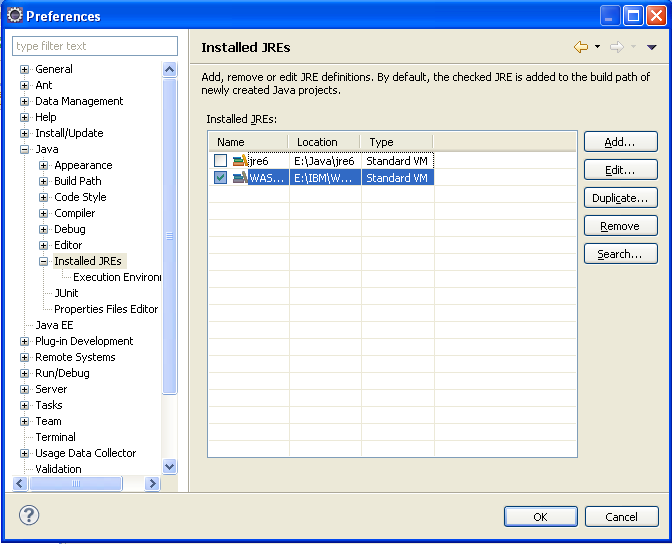 Preferences
type filter text
General
Ant
Data Management
Help
Install/Update
Java
Appearance
Build Path
Code Style
Compiler
Debug
Editor
Installed JREs
Execution Environ
JUnit
Properties Files Editor
Java EE
Plug-in Development
Remote Systems
Run/Debug
Server
Tasks
Team
Terminal
Usage Data Collector
Validation
Installed JREs
Add, remove or edit JRE definitions. By default, the checked JRE is added to the build path of
newly created Java projects.
Installed JREs:
Name Location Type
jre6 E:\Java\jre6 Standard VM
WAS... E:\IBM\W... Standard VM
Add...
Edit...
Duplicate...
Remove
Search...
?
OK Cancel